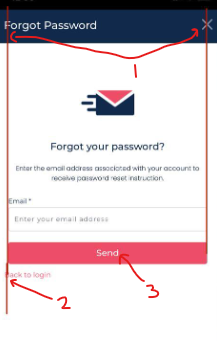 Forgot Password
1
Forgot your password?
Enter the email address associated with your account to
receive password reset instruction.
Email *
Enter your email address
Send
Back to login
2
3